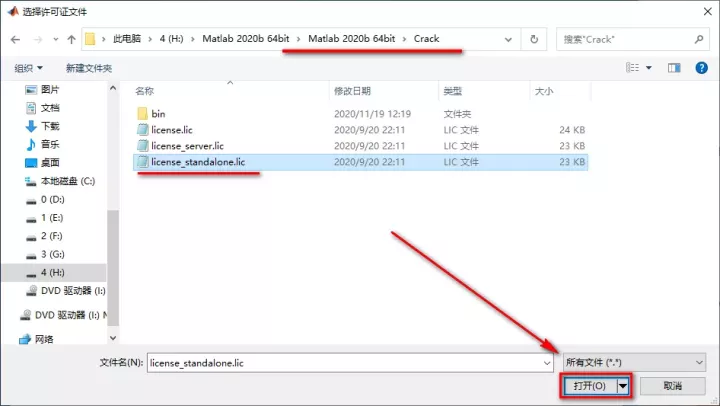 选择许可证文件
此电脑 > 4 (H:) > Matlab 2020b 64bit > Matlab 2020b 64bit > Crack
搜索"Crack"
组织 新建文件夹
名称 修改日期 类型 大小
图片
文档
下载
音乐
桌面
本地磁盘 (C:)
0 (D:)
1 (E:)
2 (F:)
3 (G:)
4 (H:)
DVD 驱动器 (I:)
DVD 驱动器 (I:) M
网络
bin 2020/11/19 12:19 文件夹
license.lic 2020/9/20 22:11 LIC 文件 24 KB
license_server.lic 2020/9/20 22:11 LIC 文件 23 KB
license_standalone.lic 2020/9/20 22:11 LIC 文件 23 KB
文件名(N): license_standalone.lic
所有文件 (*.*)
打开(O) 取消